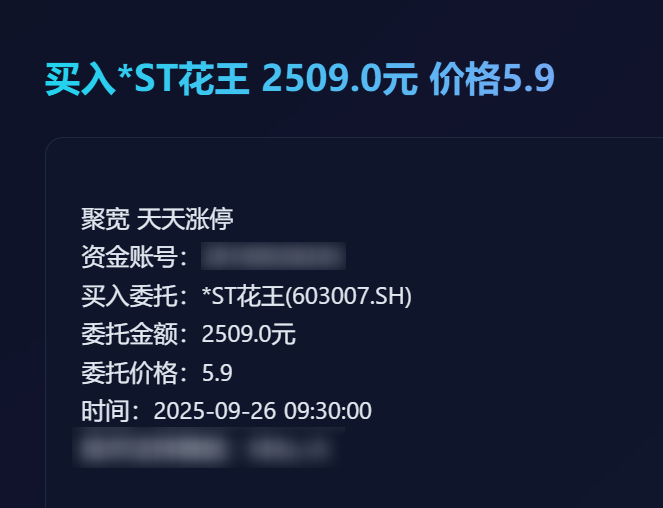 买入*ST花王 2509.0元 价格5.9
聚宽 天天涨停
资金账号：
买入委托：*ST花王(603007.SH)
委托金额：2509.0元
委托价格：5.9
时间：2025-09-26 09:30:00